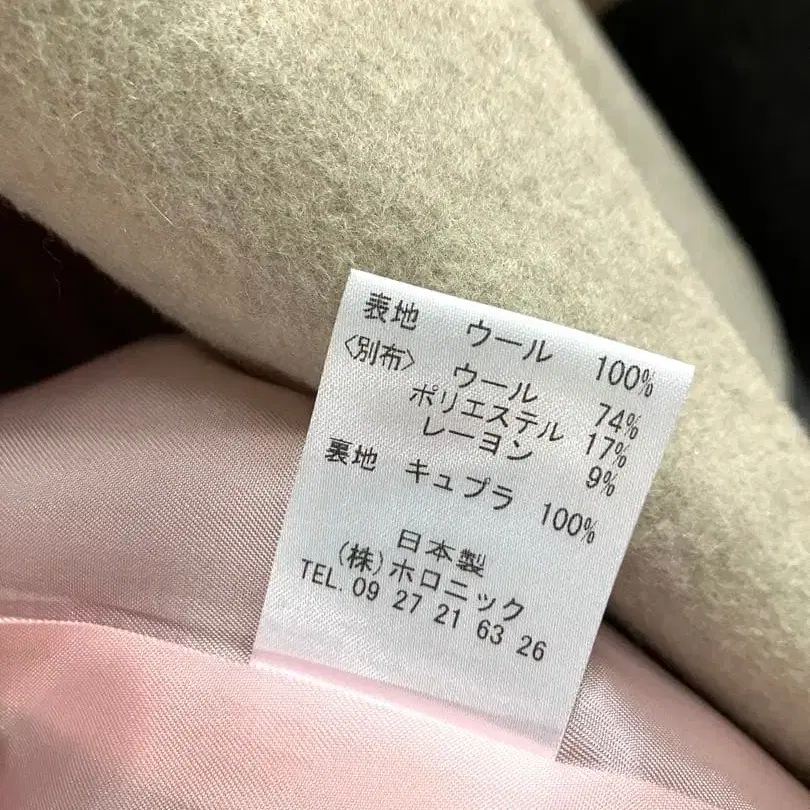 表地 ウール 100%
<別布> ウール 74%
ポリエステル 17%
レーヨン 9%
裏地 キュプラ 100%
日本製
(株)ホロニック
TEL. 09 27 21 63 26